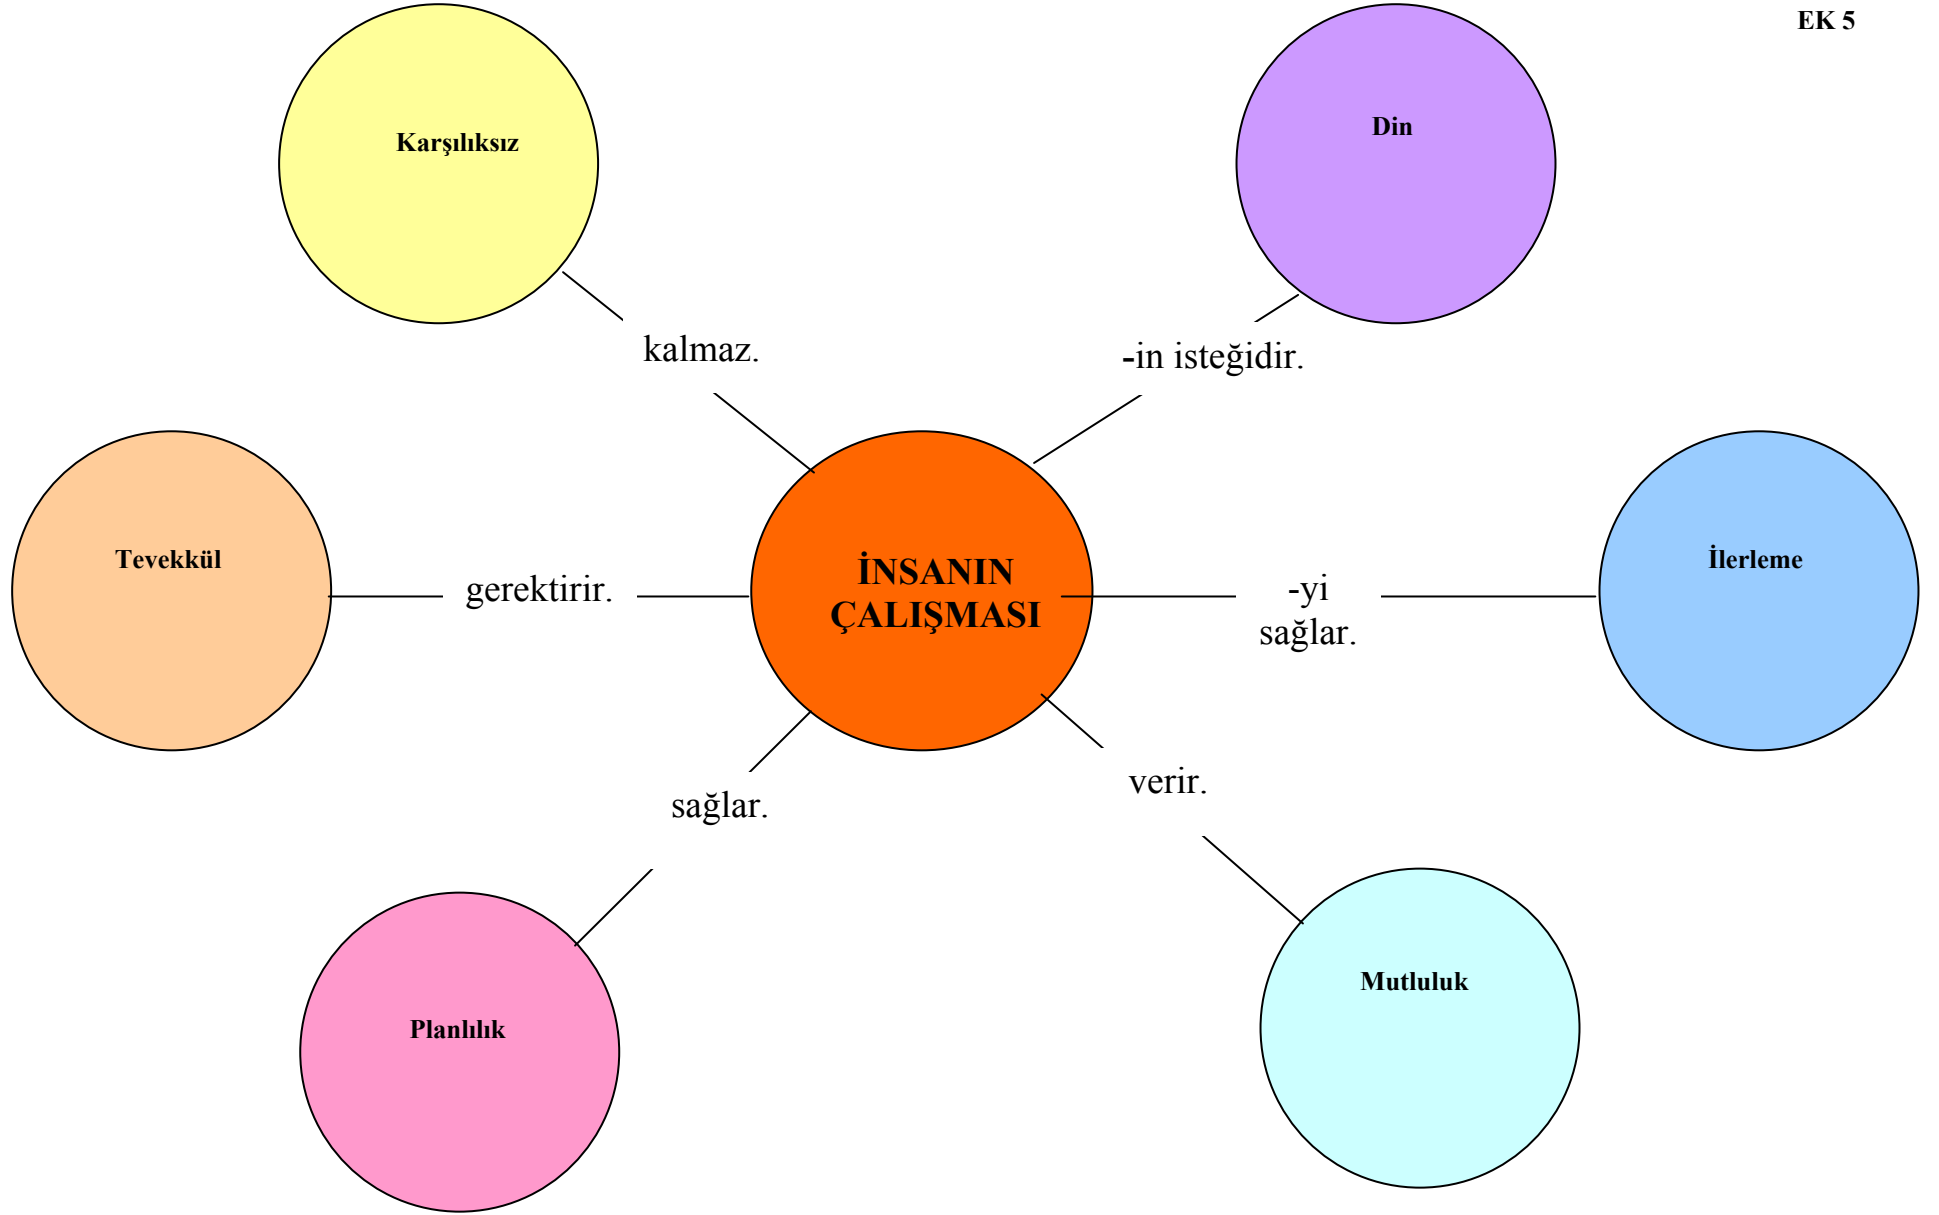 EK 5
Karşılıksız
Din
kalmaz.
-in isteğidir.
Tevekkül
gerektirir.
İNSANIN
ÇALIŞMASI
-yi
sağlar.
İlerleme
sağlar.
verir.
Planlılık
Mutluluk